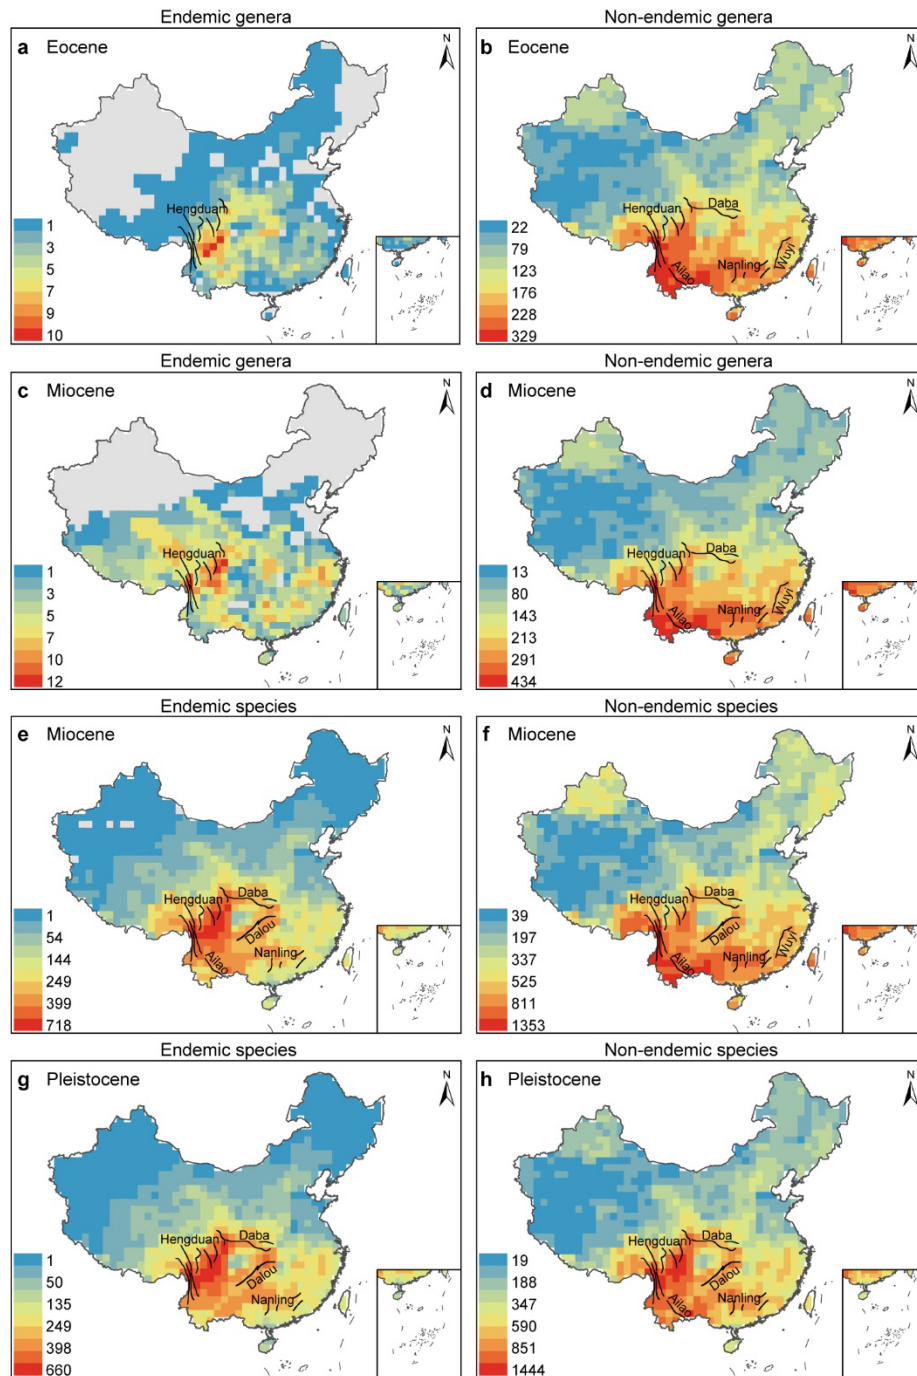 Endemic genera
Non-endemic genera
a Eocene
N
Hengduan
1
3
5
7
9
10
b Eocene
N
Hengduan
Daba
Ailao
Nanling
Wuyi
22
79
123
176
228
329
Endemic genera
Non-endemic genera
c Miocene
N
Hengduan
1
3
5
7
10
12
d Miocene
N
Hengduan
Daba
Ailao
Nanling
Wuyi
13
80
143
213
291
434
Endemic species
Non-endemic species
e Miocene
N
Hengduan
Daba
Dalou
Ailao
Nanling
1
54
144
249
399
718
f Miocene
N
Hengduan
Daba
Dalou
Ailao
Nanling
Wuyi
39
197
337
525
811
1353
Endemic species
Non-endemic species
g Pleistocene
N
Hengduan
Daba
Dalou
Nanling
1
50
135
249
398
660
h Pleistocene
N
Hengduan
Daba
Dalou
Ailao
Nanling
19
188
347
590
851
1444